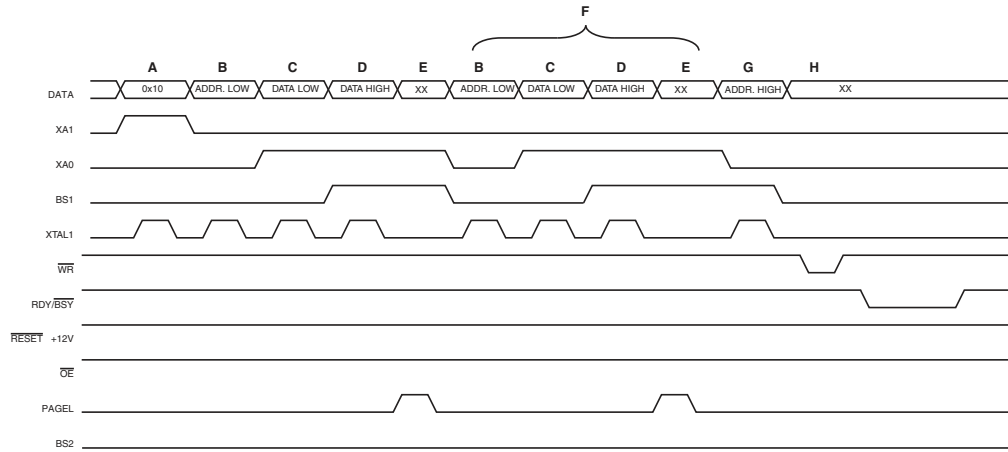 F
A B C D E B C D E G H
DATA 0x10 ADDR. LOW DATA LOW DATA HIGH XX ADDR. LOW DATA LOW DATA HIGH XX ADDR. HIGH XX
XA1
XA0
BS1
XTAL1
WR
RDY/BSY
RESET +12V
OE
PAGEL
BS2